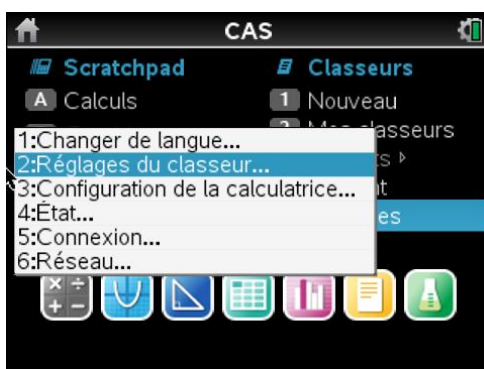 CAS
Scratchpad
Classeurs
A Calculs
1 Nouveau
1:Changer de langue...
2:Réglages du classeur...
3:Configuration de la calculatrice...
4:État...
5:Connexion...
6:Réseau...